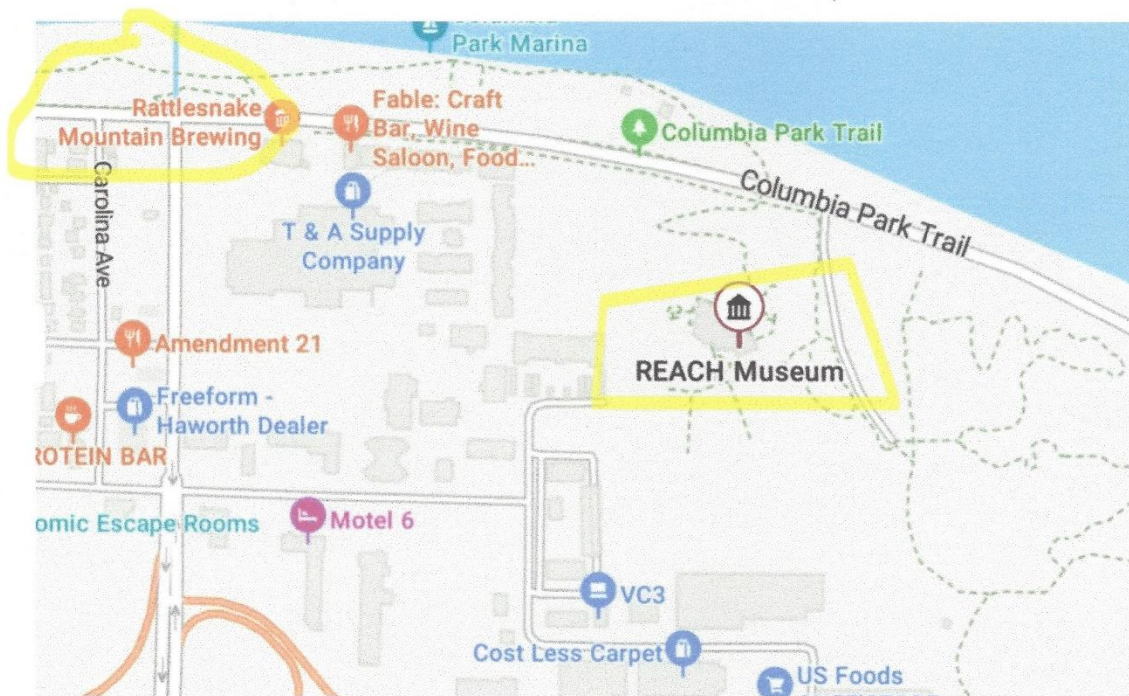 Park Marina
Rattlesnake
Mountain Brewing
Fable: Craft
Bar, Wine
Saloon, Food...
Columbia Park Trail
Columbia Park Trail
Carolina Ave
T & A Supply
Company
REACH Museum
Amendment 21
Freeform -
Haworth Dealer
ROTEIN BAR
omic Escape Rooms
Motel 6
VC3
Cost Less Carpet
US Foods